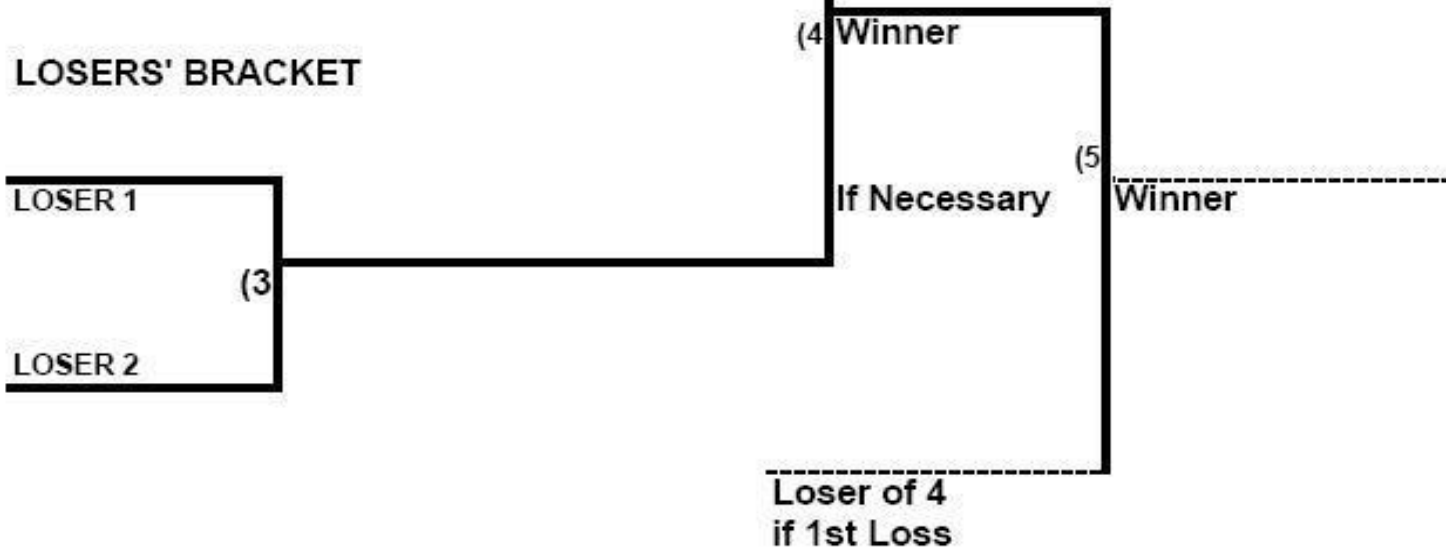 (4 Winner
LOSERS' BRACKET
(5
LOSER 1
If Necessary
Winner
(3
LOSER 2
Loser of 4
if 1st Loss